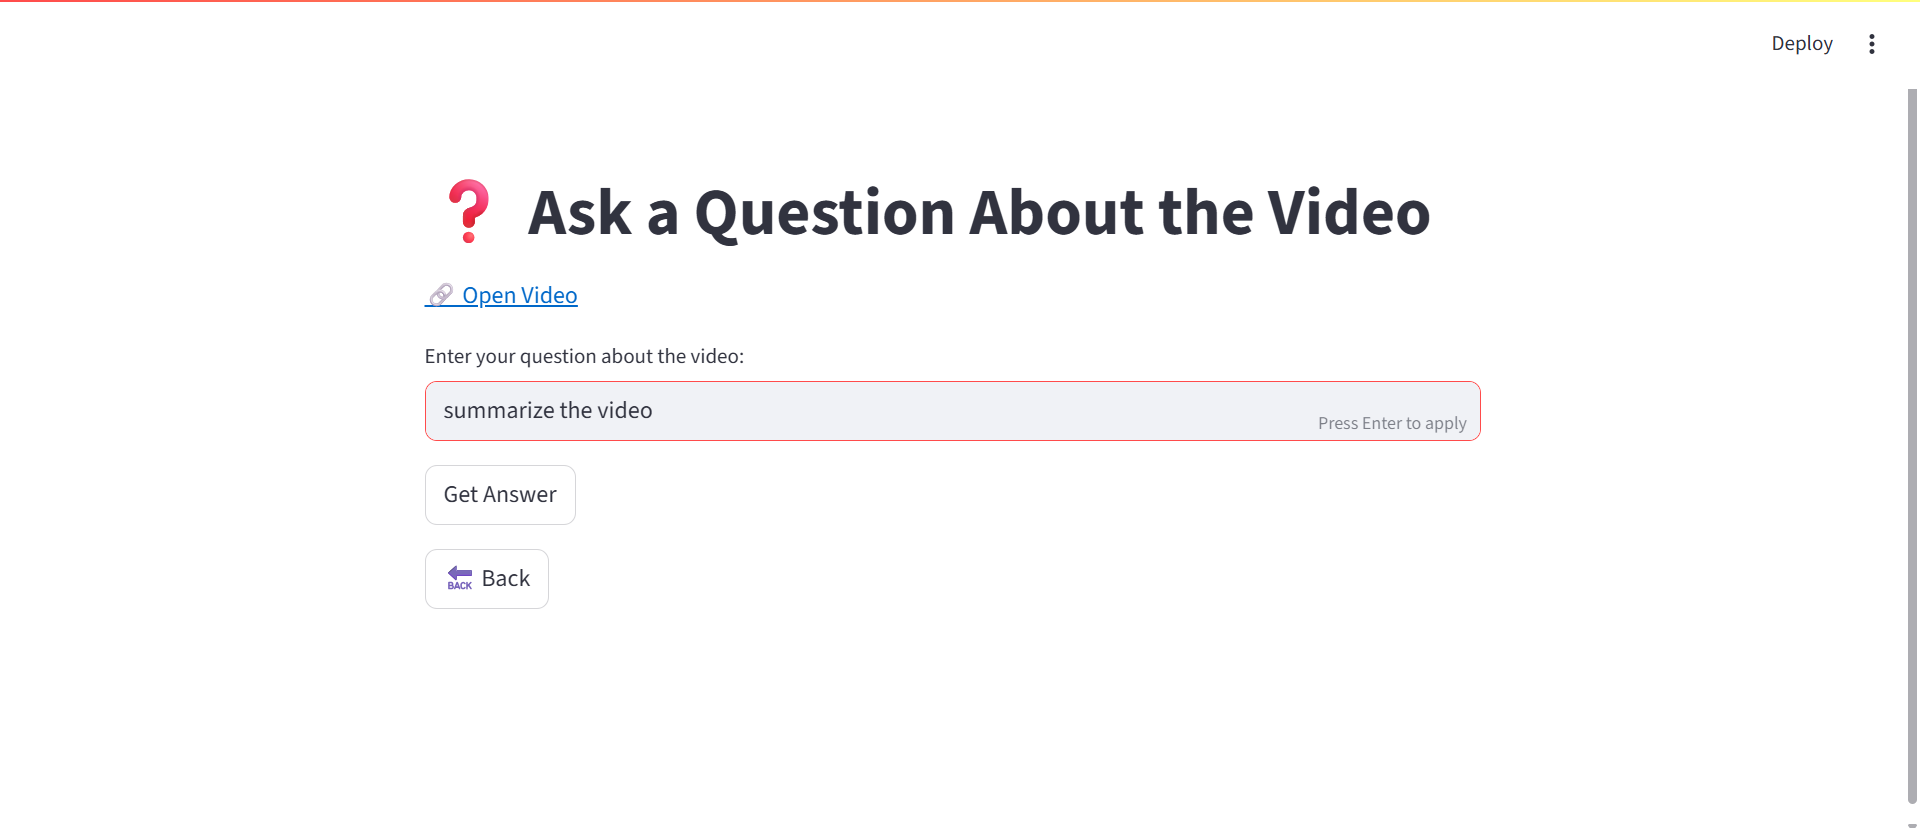 Deploy
❓ Ask a Question About the Video
🔗 Open Video
Enter your question about the video:
summarize the video
Press Enter to apply
Get Answer
🔙 Back